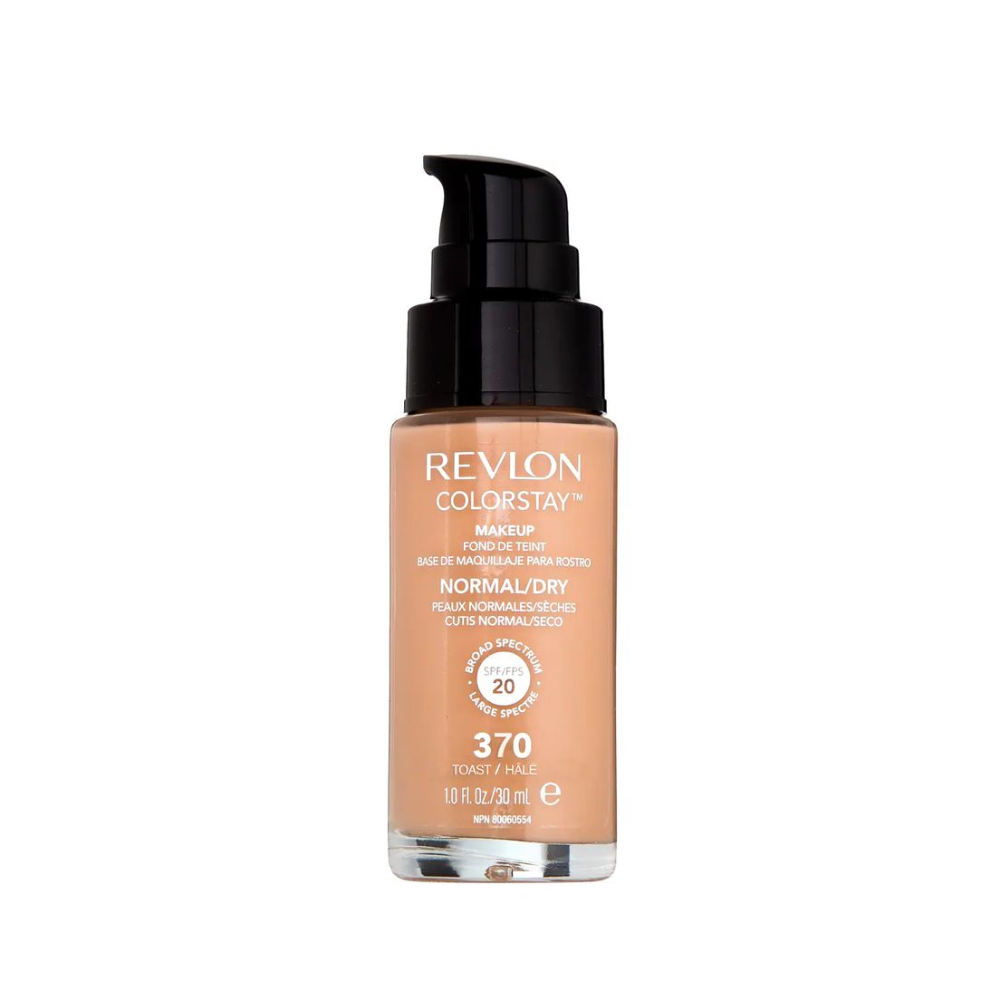 REVLON
COLORSTAY™
MAKEUP
FOND DE TEINT
BASE DE MAQUILLAJE PARA ROSTRO
NORMAL/DRY
PEAUX NORMALES/SÈCHES
CUTIS NORMAL/SECO
BROAD SPECTRUM
SPF/FPS
20
LARGE SPECTRE
370
TOAST / HÂLÉ
1.0 Fl. Oz./30 mL e
NPN 80060554